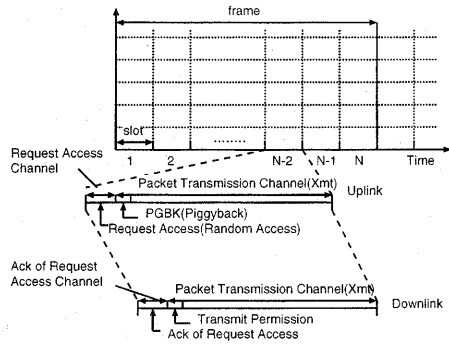 frame
slot
........
1 2 N-2 N-1 N Time
Request Access
Channel
Packet Transmission Channel(Xmt)
Uplink
PGBK(Piggyback)
Request Access(Random Access)
Ack of Request
Access Channel
Packet Transmission Channel(Xmt)
Downlink
Transmit Permission
Ack of Request Access